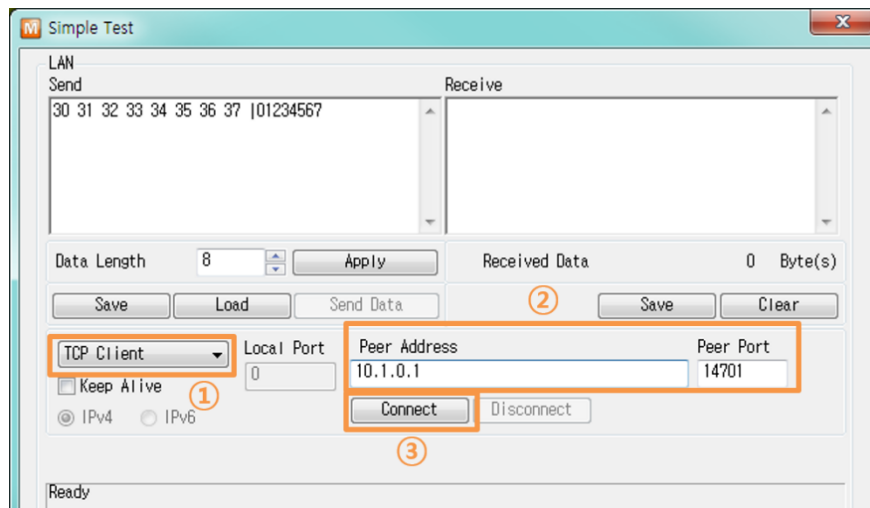 M Simple Test
LAN
Send Receive
30 31 32 33 34 35 36 37 |01234567
Data Length 8 Apply Received Data 0 Byte(s)
Save Load Send Data ② Save Clear
TCP Client Local Port Peer Address Peer Port
0 10.1.0.1 14701
Keep Alive ①
IPv4 IPv6 Connect Disconnect
③
Ready